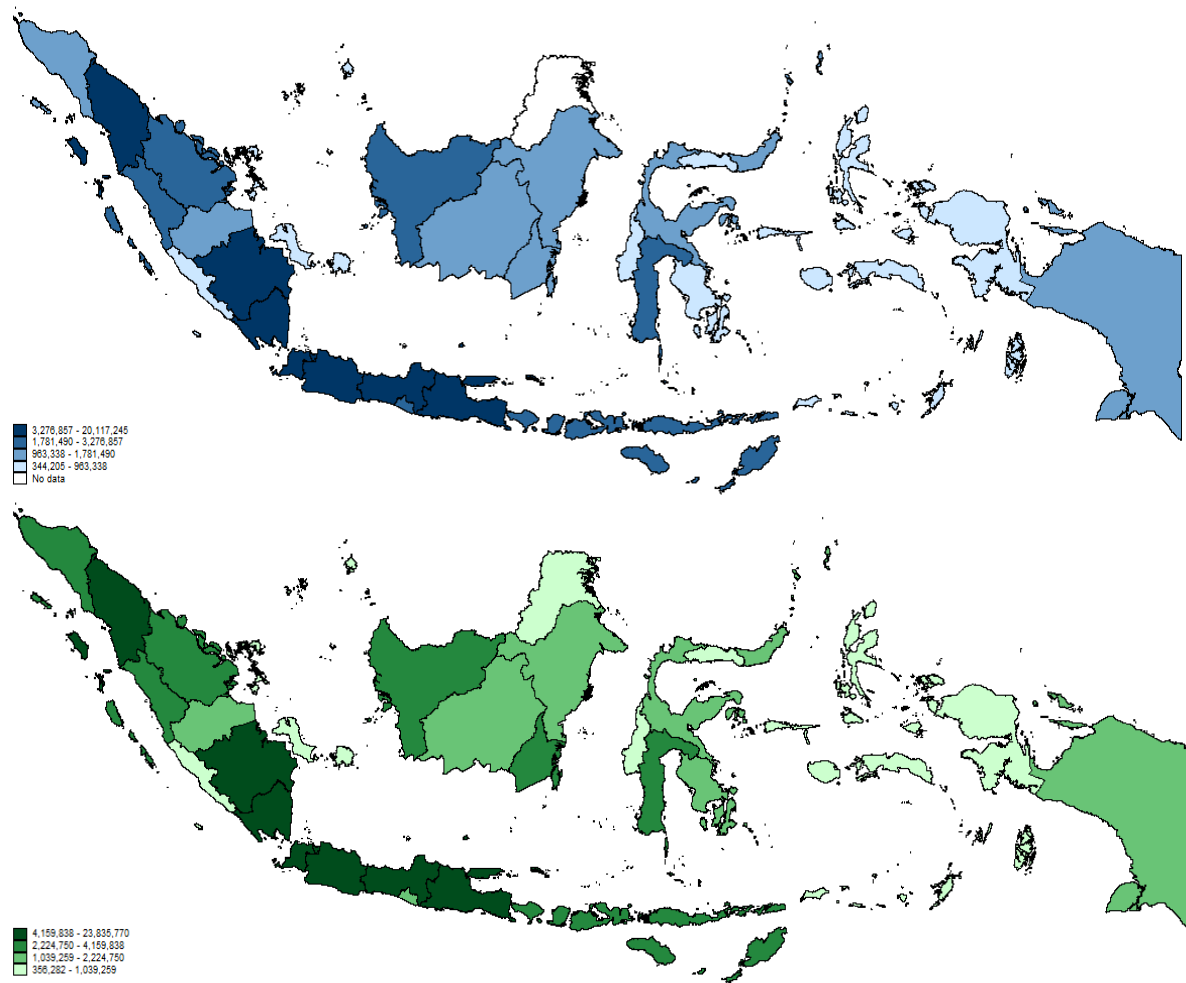 3,276,857 - 20,117,245
1,781,490 - 3,276,857
963,338 - 1,781,490
344,205 - 963,338
No data
4,159,838 - 23,835,770
2,224,750 - 4,159,838
1,039,259 - 2,224,750
356,282 - 1,039,259